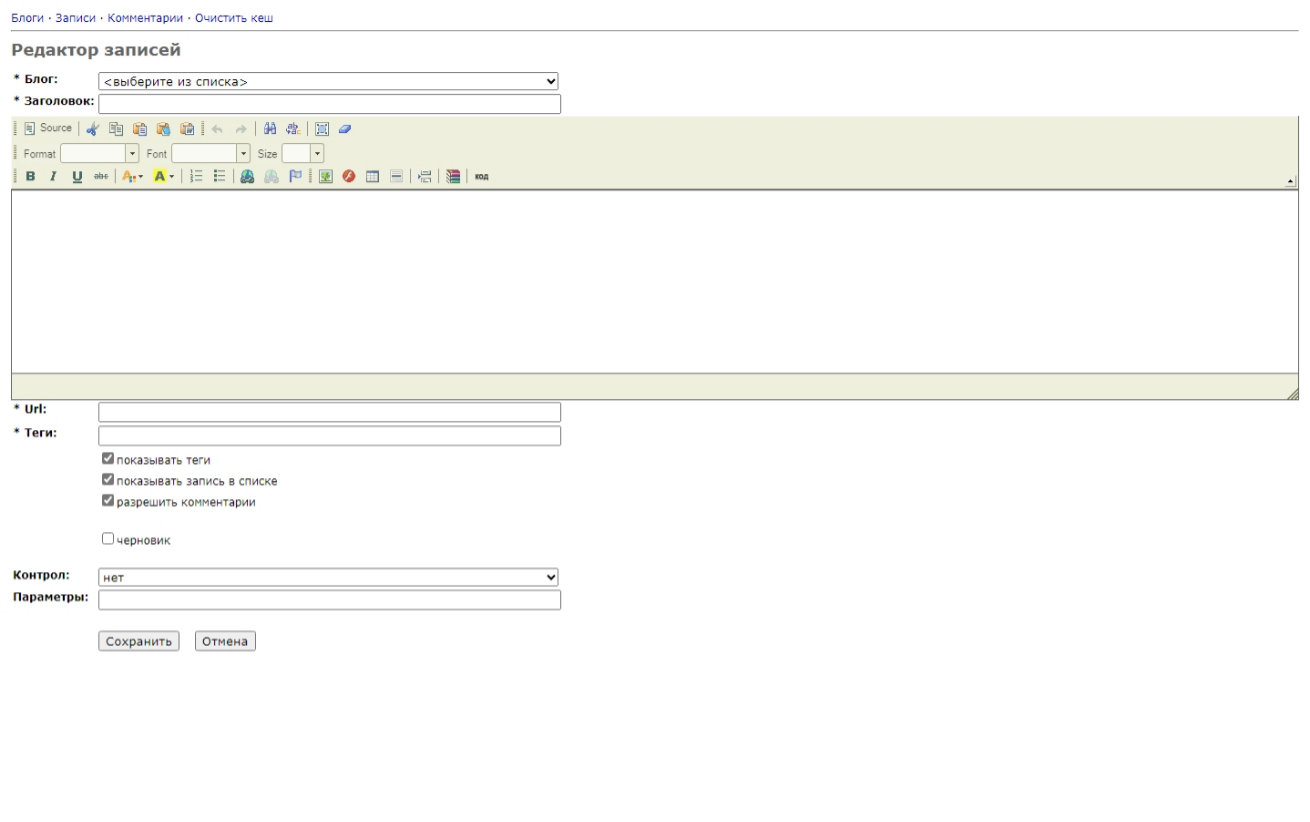 Блоги · Записи · Комментарии · Очистить кеш
Редактор записей
* Блог: <выберите из списка>
* Заголовок:
Source
Format Font Size
B I U abc A A код
* Url:
* Теги:
показывать теги
показывать запись в списке
разрешить комментарии
черновик
Контрол: нет
Параметры:
Сохранить Отмена